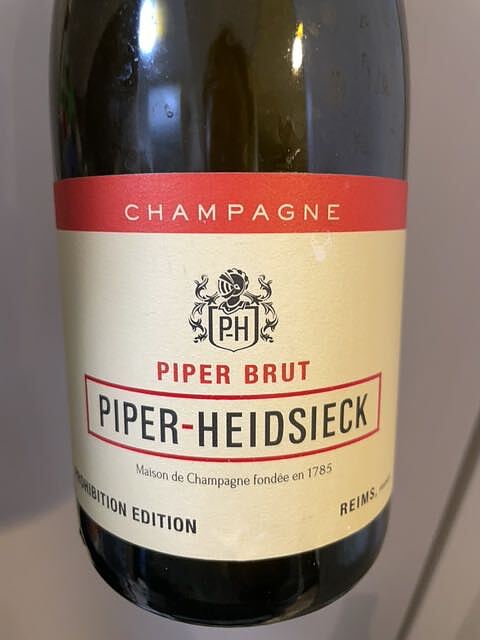 CHAMPAGNE
P-H
PIPER BRUT
PIPER-HEIDSIECK
Maison de Champagne fondée en 1785
EDITION
REIMS,